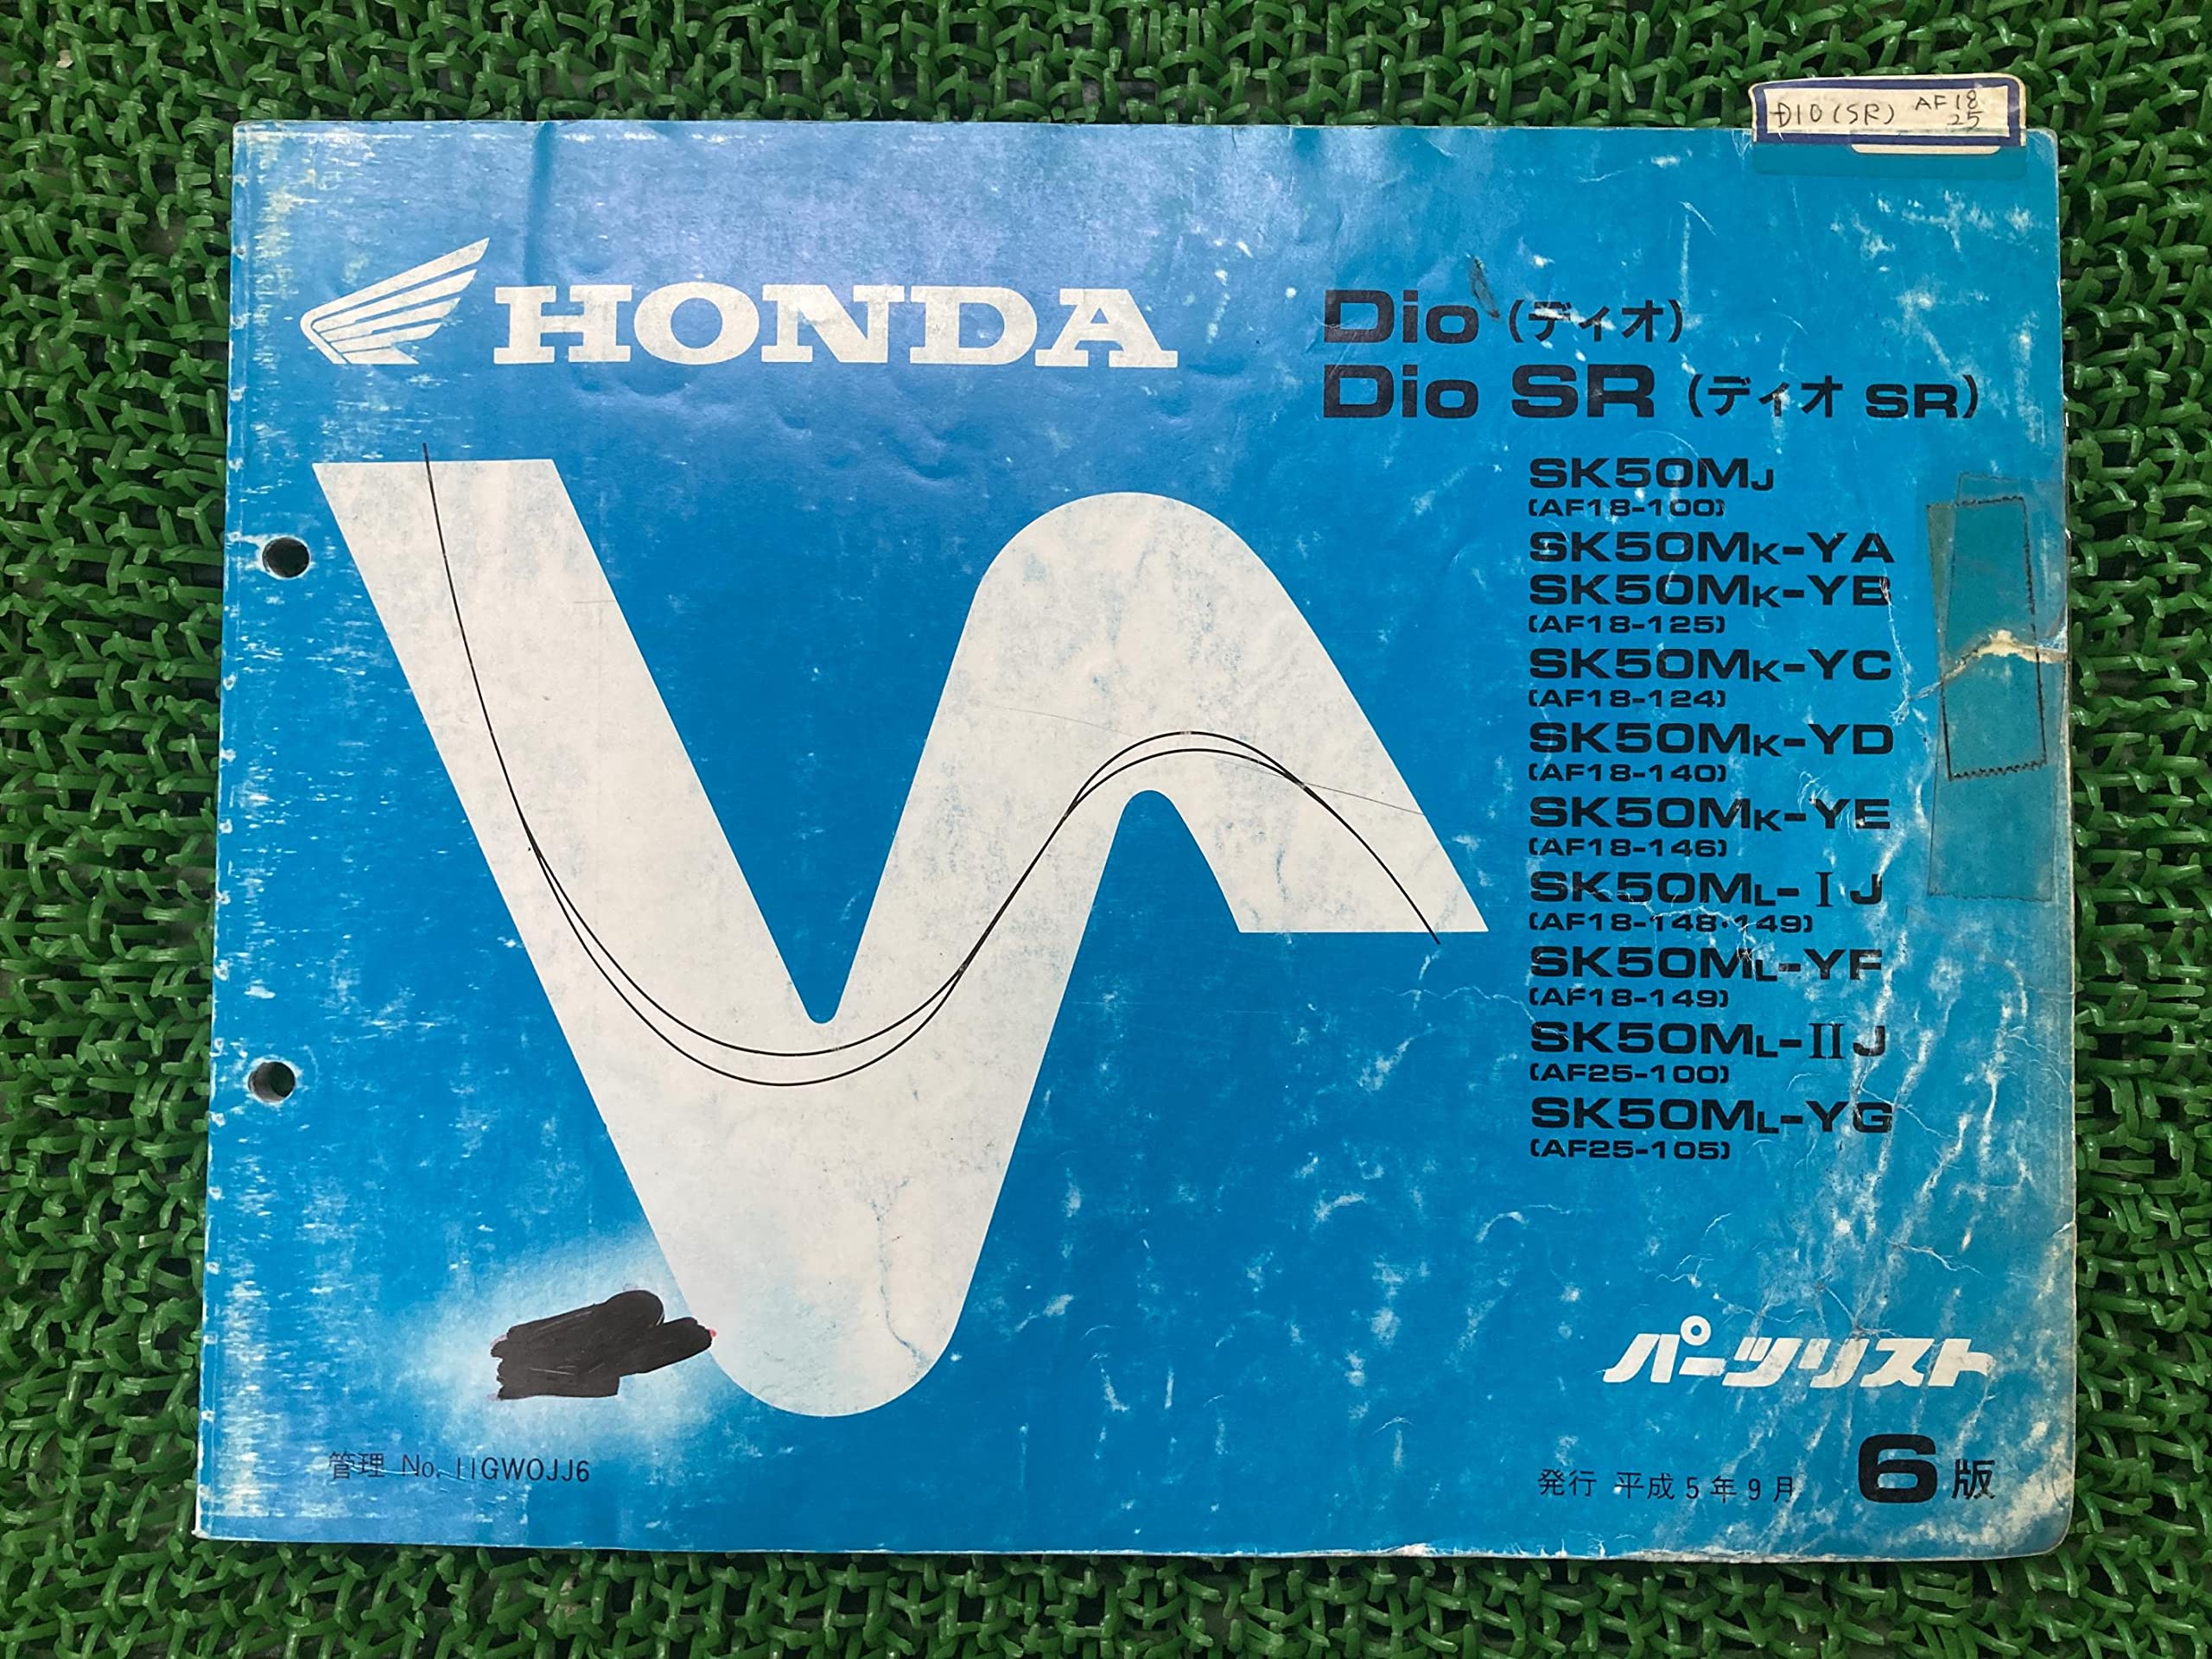 DIO(SR) AF18
25
HONDA
Dio (ディオ)
Dio SR (ディオ SR)
SK50MJ
(AF18-100)
SK50MK-YA
SK50MK-YB
(AF18-125)
SK50MK-YC
(AF18-124)
SK50MK-YD
(AF18-140)
SK50MK-YE
(AF18-146)
SK50ML-IJ
(AF18-148・149)
SK50ML-YF
(AF18-149)
SK50ML-IIJ
(AF25-100)
SK50ML-YG
(AF25-105)
パーツリスト
管理 No. 11GW0JJ6
発行 平成5年9月 6版